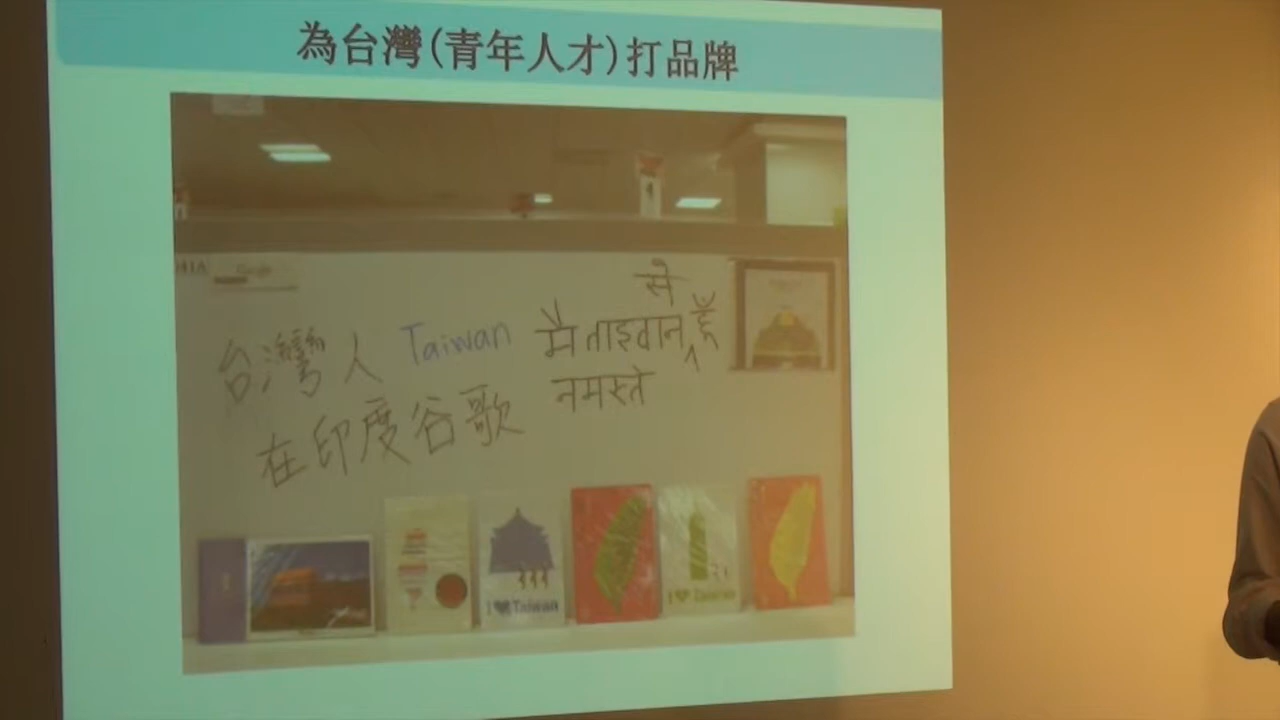 為台灣(青年人才)打品牌
台灣人 Taiwan
在印度谷歌
मैं ताइवान से हूँ
नमस्ते
I ♥ Taiwan
I ♥ Taiwan